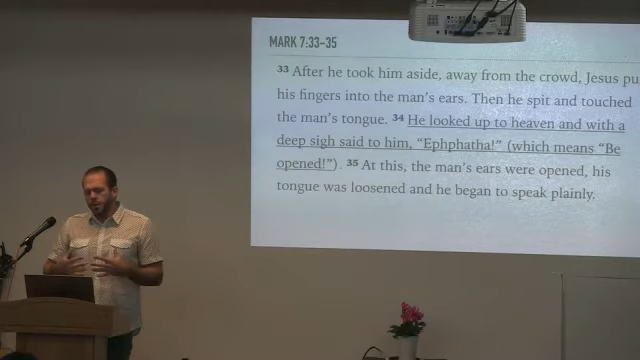 MARK 7:33-35
33 After he took him aside, away from the crowd, Jesus pu
his fingers into the man's ears. Then he spit and touched
the man's tongue. 34 He looked up to heaven and with a
deep sigh said to him, "Ephphatha!" (which means "Be
opened!"). 35 At this, the man's ears were opened, his
tongue was loosened and he began to speak plainly.